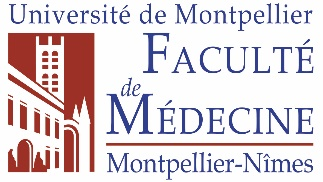 Université de Montpellier
FACULTÉ
de
MÉDECINE
Montpellier-Nîmes